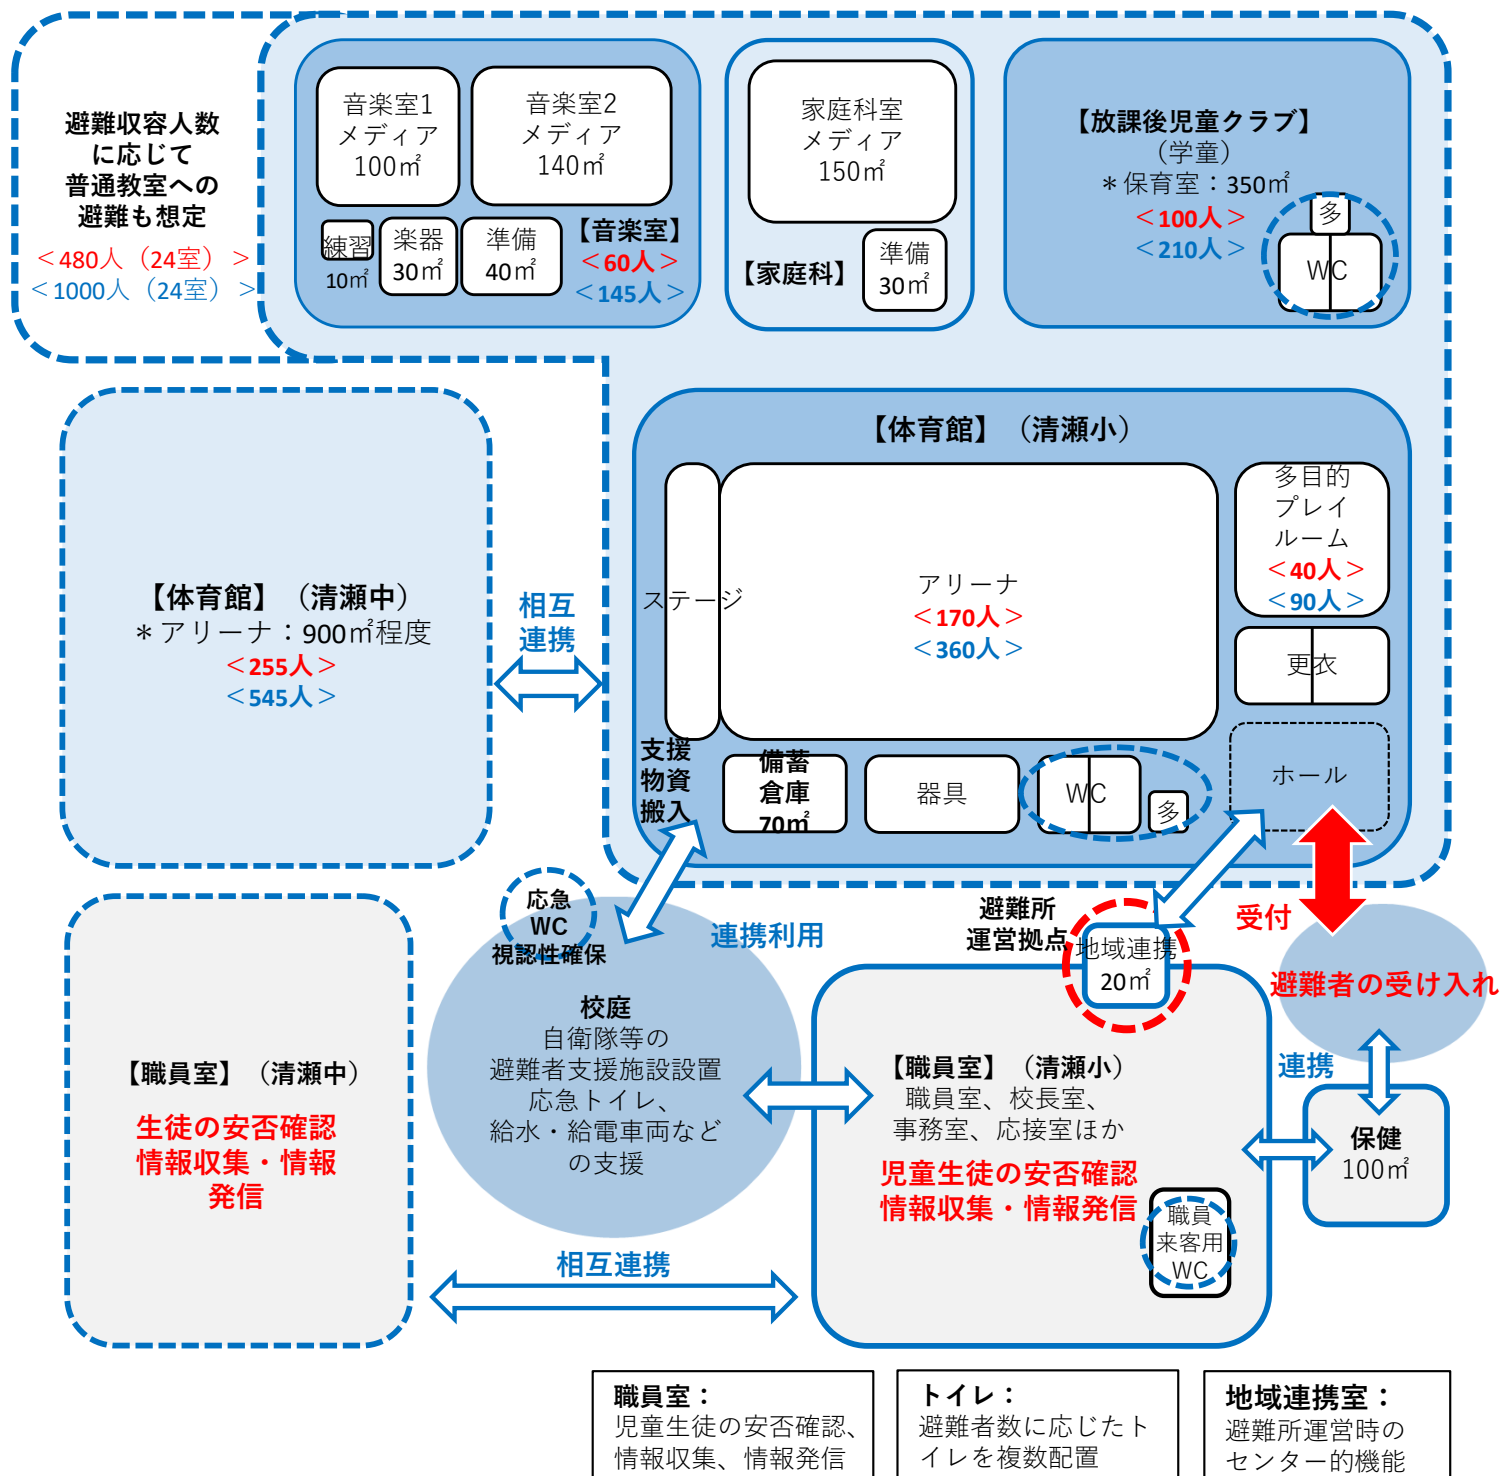 避難収容人数
に応じて
普通教室への
避難も想定
＜480人（24室）＞
＜1000人（24室）＞
音楽室1
メディア
100㎡
音楽室2
メディア
140㎡
練習
10㎡
楽器
30㎡
準備
40㎡
【音楽室】
＜60人＞
＜145人＞
家庭科室
メディア
150㎡
【家庭科】
準備
30㎡
【放課後児童クラブ】
（学童）
＊保育室：350㎡
＜100人＞
＜210人＞
多
WC
【体育館】（清瀬中）
＊アリーナ：900㎡程度
＜255人＞
＜545人＞
相互
連携
【体育館】（清瀬小）
ステージ
アリーナ
＜170人＞
＜360人＞
多目的
プレイ
ルーム
＜40人＞
＜90人＞
更衣
ホール
支援
物資
搬入
備蓄
倉庫
70㎡
器具
WC
多
応急
WC
視認性確保
連携利用
避難所
運営拠点
地域連携
20㎡
受付
避難者の受け入れ
校庭
自衛隊等の
避難者支援施設設置
応急トイレ、
給水・給電車両など
の支援
【職員室】（清瀬中）
生徒の安否確認
情報収集・情報
発信
【職員室】（清瀬小）
職員室、校長室、
事務室、応接室ほか
児童生徒の安否確認
情報収集・情報発信
職員
来客用
WC
連携
保健
100㎡
相互連携
職員室：
児童生徒の安否確認、
情報収集、情報発信
トイレ：
避難者数に応じたト
イレを複数配置
地域連携室：
避難所運営時の
センター的機能